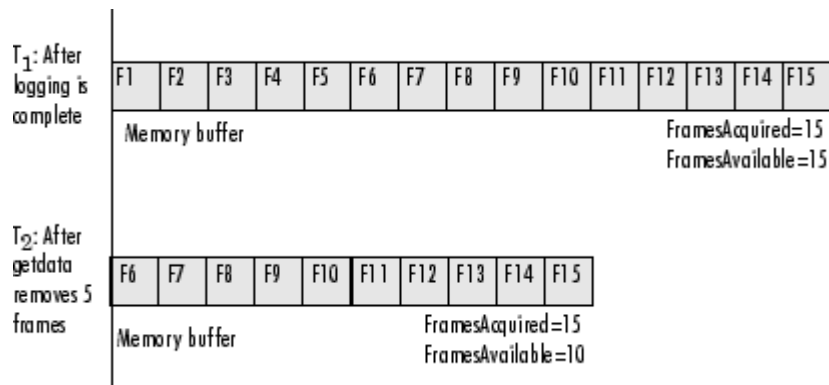 T1: After
logging is
complete
F1 F2 F3 F4 F5 F6 F7 F8 F9 F10 F11 F12 F13 F14 F15
Memory buffer
FramesAcquired=15
FramesAvailable=15
T2: After
getdata
removes 5
frames
F6 F7 F8 F9 F10 F11 F12 F13 F14 F15
Memory buffer
FramesAcquired=15
FramesAvailable=10